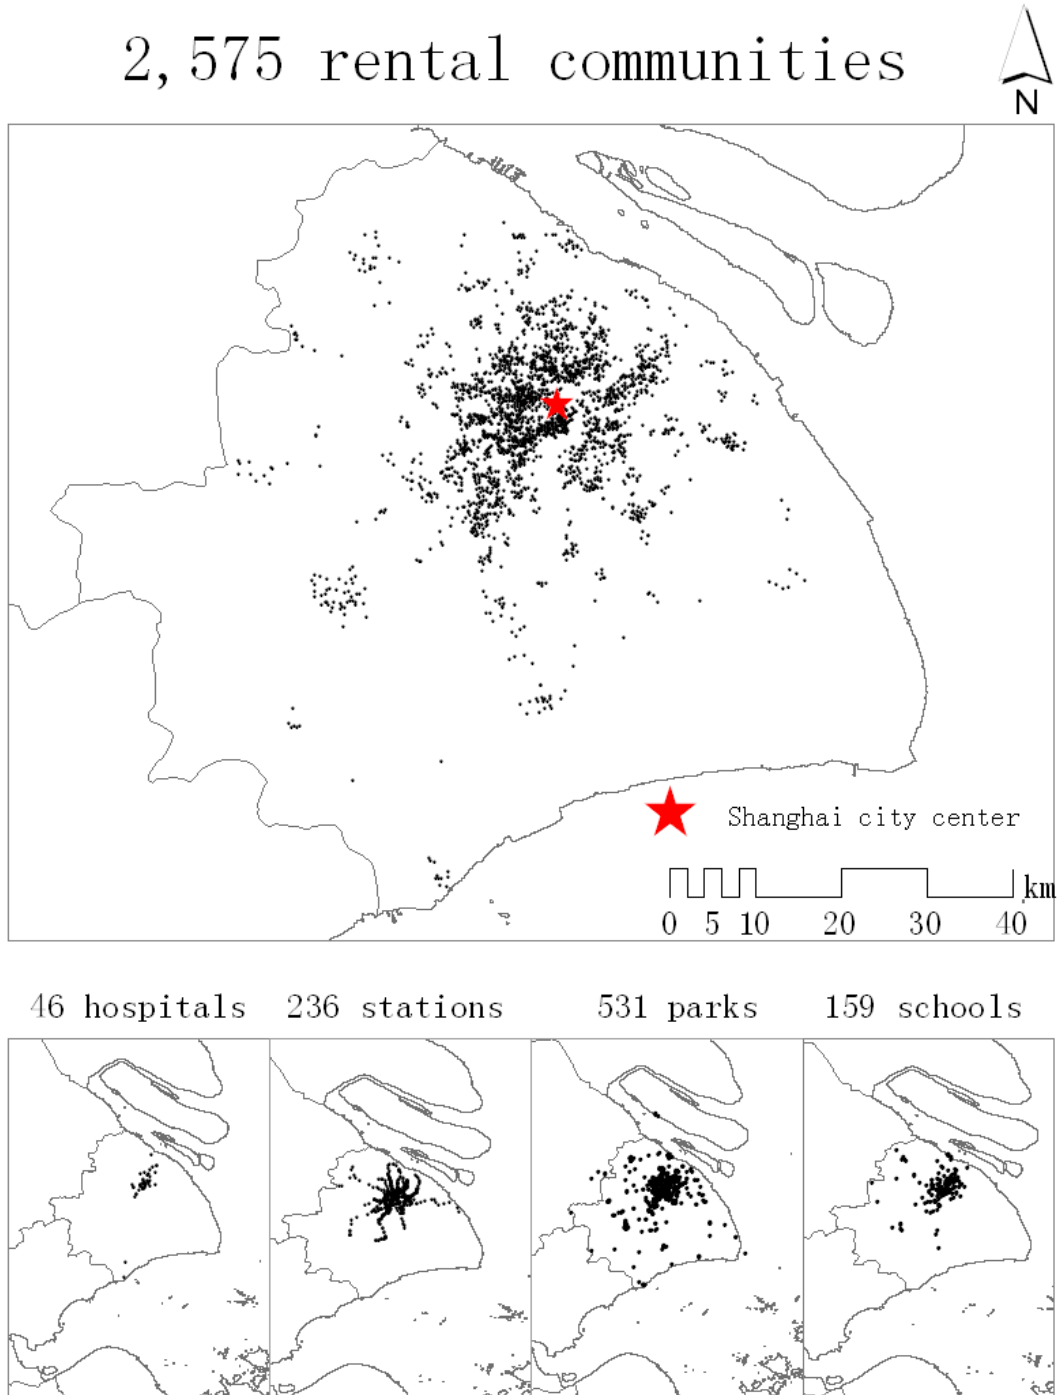 2,575 rental communities
N
Shanghai city center
km
0 5 10 20 30 40
46 hospitals 236 stations 531 parks 159 schools